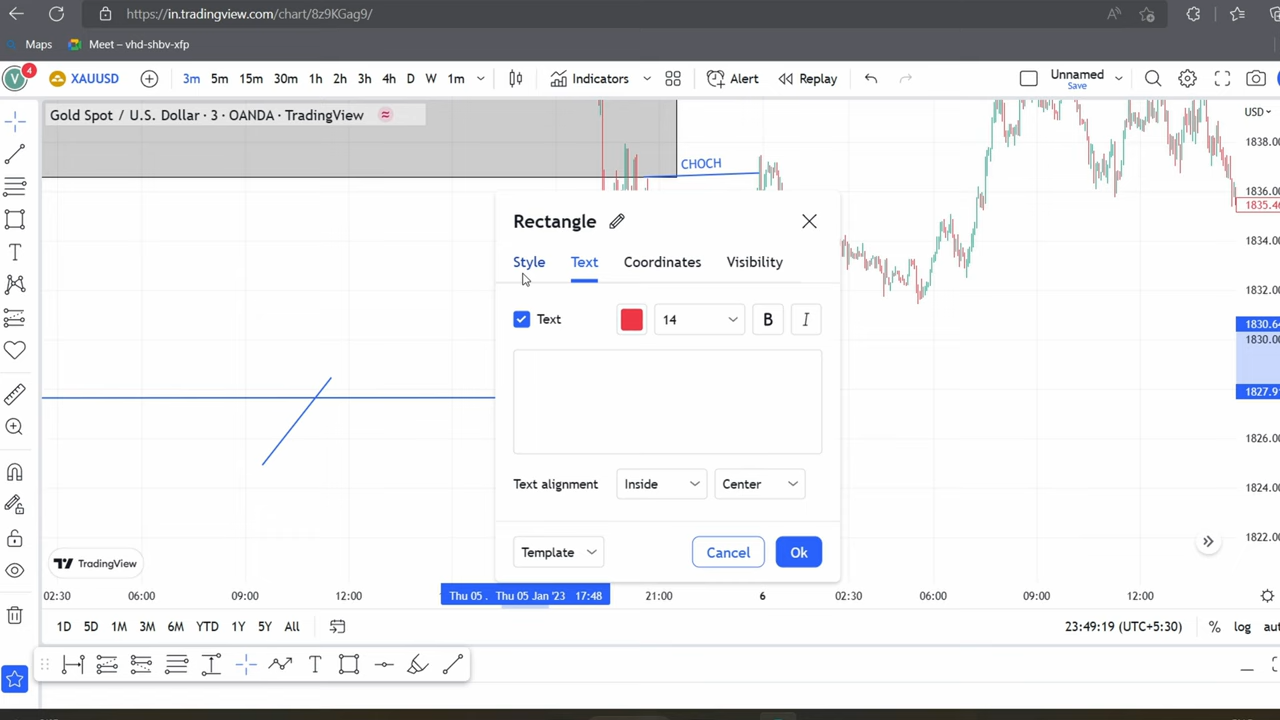 https://in.tradingview.com/chart/8z9KGag9/
Maps Meet – vhd-shbv-xfp
V 4 XAUUSD 3m 5m 15m 30m 1h 2h 3h 4h D W 1m Indicators Alert Replay Unnamed
Save
Gold Spot / U.S. Dollar · 3 · OANDA · TradingView
USD
1838.00
CHOCH
1836.00
1835.46
1834.00
1832.00
1830.64
1830.00
1827.91
1826.00
1824.00
1822.00
Rectangle
Style Text Coordinates Visibility
Text 14 B I
Text alignment Inside Center
Template Cancel Ok
TradingView
02:30 06:00 09:00 12:00 Thu 05 . Thu 05 Jan '23 17:48 21:00 6 02:30 06:00 09:00 12:00
1D 5D 1M 3M 6M YTD 1Y 5Y All 23:49:19 (UTC+5:30) % log
T